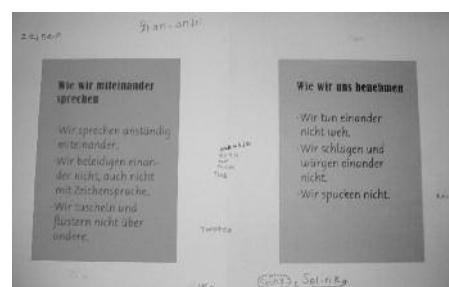 Gian-Andri
Wie wir miteinander
sprechen
- Wir sprechen anständig
miteinander.
- Wir beleidigen einan-
der nicht, auch nicht
mit Zeichensprache.
- Wir tuscheln und
flüstern nicht über
andere.
Wie wir uns benehmen
- Wir tun einander
nicht weh.
- Wir schlagen und
würgen einander
nicht.
- Wir spucken nicht.